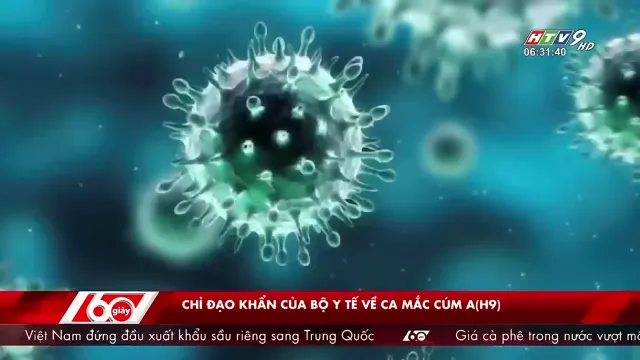 HTV9 HD
06:31:40
60 giây
CHỈ ĐẠO KHẨN CỦA BỘ Y TẾ VỀ CA MẮC CÚM A(H9)
Việt Nam đứng đầu xuất khẩu sầu riêng sang Trung Quốc 60 Giá cà phê trong nước vượt m